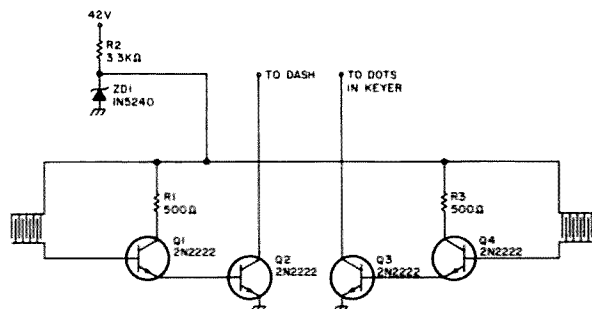 42V
R2
3.3KΩ
ZD1
IN5240
TO DASH
TO DOTS
IN KEYER
R1
500Ω
R3
500Ω
Q1
2N2222
Q2
2N2222
Q3
2N2222
Q4
2N2222